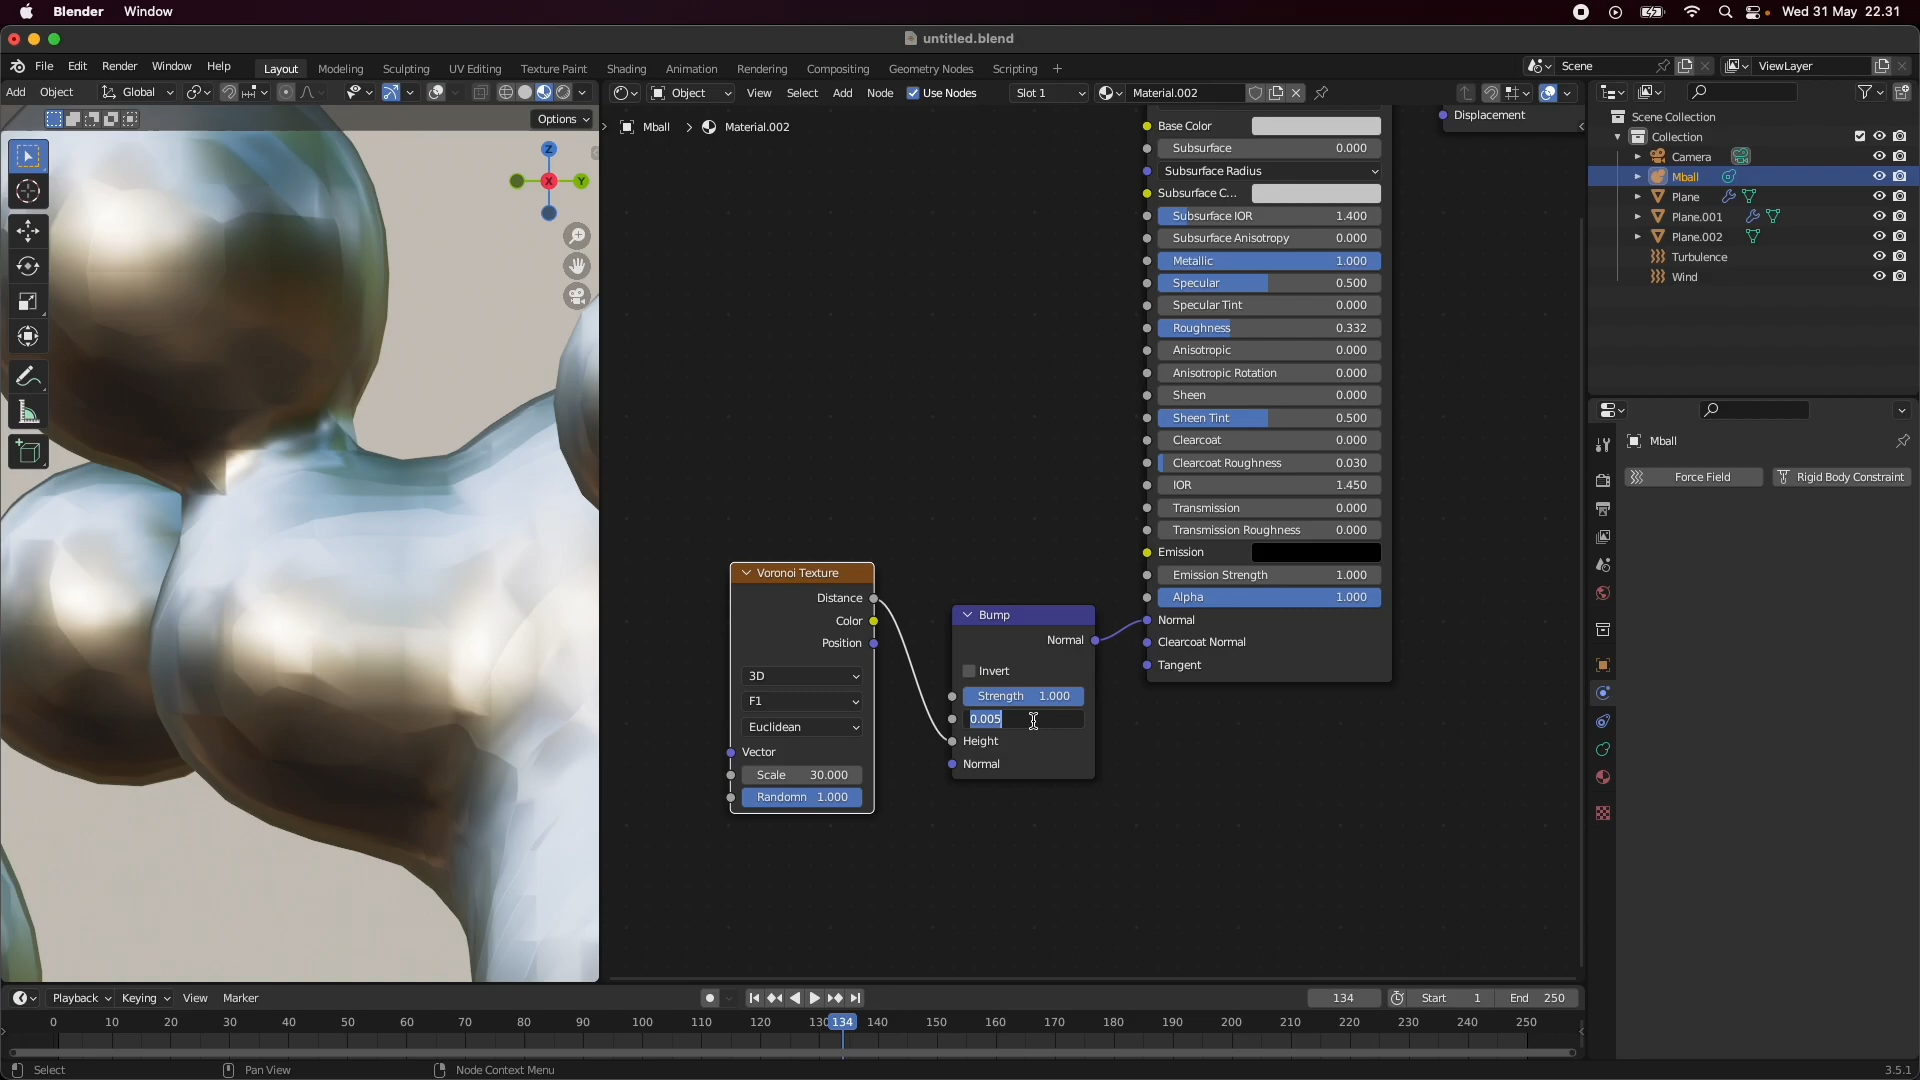 Blender Window Wed 31 May 22.31
untitled.blend
File Edit Render Window Help Layout Modeling Sculpting UV Editing Texture Paint Shading Animation Rendering Compositing Geometry Nodes Scripting + Scene ViewLayer
Add Object Global Object View Select Add Node Use Nodes Slot 1 Material.002
Options
Mball > Material.002
Z
X
Y
Displacement
Base Color
Subsurface 0.000
Subsurface Radius
Subsurface C...
Subsurface IOR 1.400
Subsurface Anisotropy 0.000
Metallic 1.000
Specular 0.500
Specular Tint 0.000
Roughness 0.332
Anisotropic 0.000
Anisotropic Rotation 0.000
Sheen 0.000
Sheen Tint 0.500
Clearcoat 0.000
Clearcoat Roughness 0.030
IOR 1.450
Transmission 0.000
Transmission Roughness 0.000
Emission
Emission Strength 1.000
Alpha 1.000
Normal
Clearcoat Normal
Tangent
Voronoi Texture
Distance
Color
Position
3D
F1
Euclidean
Vector
Scale 30.000
Randomn 1.000
Bump
Normal
Invert
Strength 1.000
0.005
Height
Normal
Scene Collection
Collection
Camera
Mball
Plane
Plane.001
Plane.002
Turbulence
Wind
Mball
Force Field Rigid Body Constraint
Playback Keying View Marker 134 Start 1 End 250
0 10 20 30 40 50 60 70 80 90 100 110 120 130 134 140 150 160 170 180 190 200 210 220 230 240 250
Select Pan View Node Context Menu 3.5.1